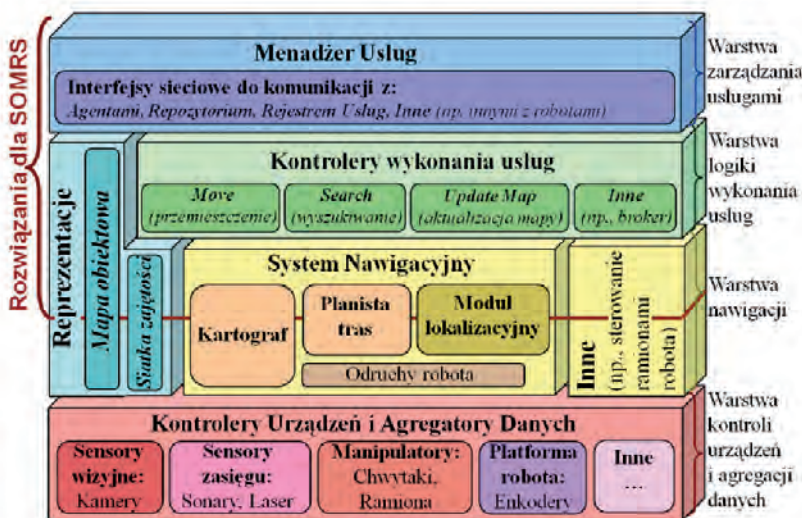 Rozwiązania dla SOMRS
Menadżer Usług
Interfejsy sieciowe do komunikacji z:
Agentami, Repozytorium, Rejestrem Usług, Inne (np. innymi z robotami)
Warstwa
zarządzania
usługami
Reprezentacje
Mapa obiektowa
Siatka zajętości
Kontrolery wykonania usług
Move
(przemieszczenie)
Search
(wyszukiwanie)
Update Map
(aktualizacja mapy)
Inne
(np., broker)
Warstwa
logiki
wykonania
usług
System Nawigacyjny
Kartograf
Planista
tras
Moduł
lokalizacyjny
Odruchy robota
Inne
(np., sterowanie
ramionami
robota)
Warstwa
nawigacji
Kontrolery Urządzeń i Agregatory Danych
Sensory
wizyjne:
Kamery
Sensory
zasięgu:
Sonary, Laser
Manipulatory:
Chwytaki,
Ramiona
Platforma
robota:
Enkodery
Inne
...
Warstwa
kontroli
urządzeń
i agregacji
danych